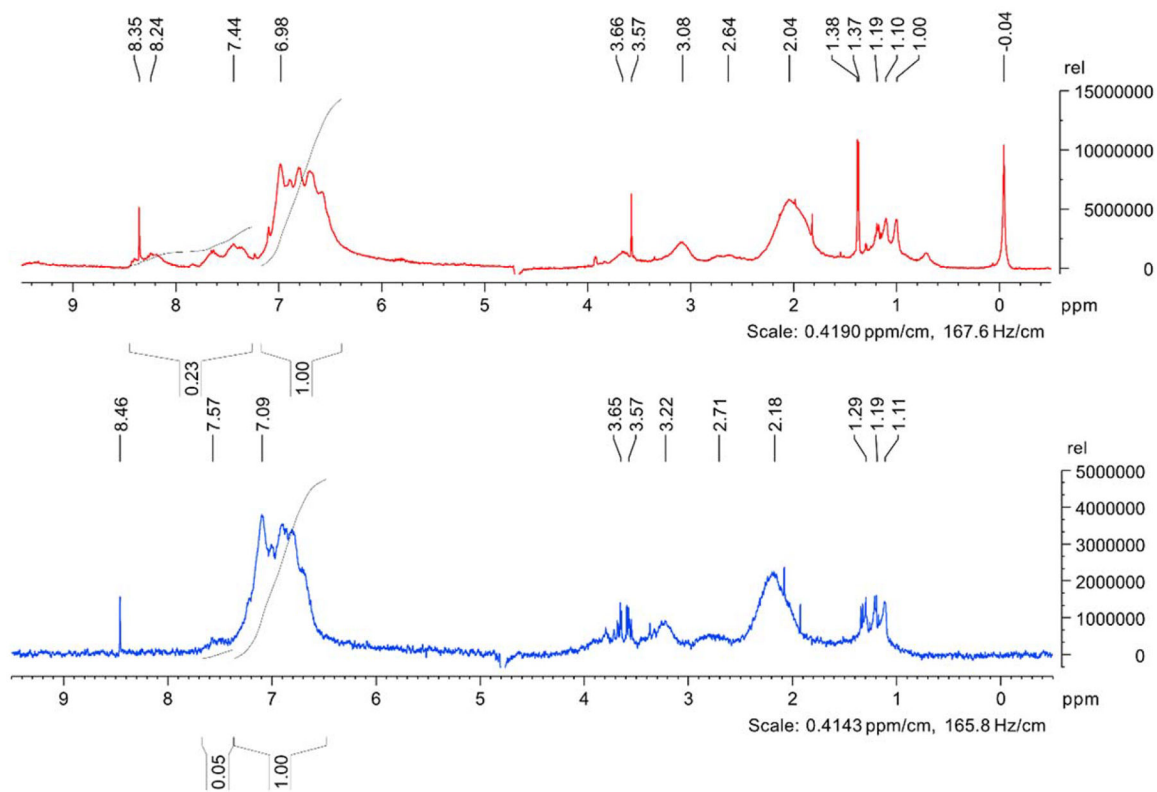 8.35 8.24 7.44 6.98 3.66 3.57 3.08 2.64 2.04 1.38 1.37 1.19 1.10 1.00 -0.04
rel
15000000
10000000
5000000
0
9 8 7 6 5 4 3 2 1 0 ppm
Scale: 0.4190 ppm/cm, 167.6 Hz/cm
0.23 1.00
8.46 7.57 7.09 3.65 3.57 3.22 2.71 2.18 1.29 1.19 1.11
rel
5000000
4000000
3000000
2000000
1000000
0
9 8 7 6 5 4 3 2 1 0 ppm
Scale: 0.4143 ppm/cm, 165.8 Hz/cm
0.05 1.00